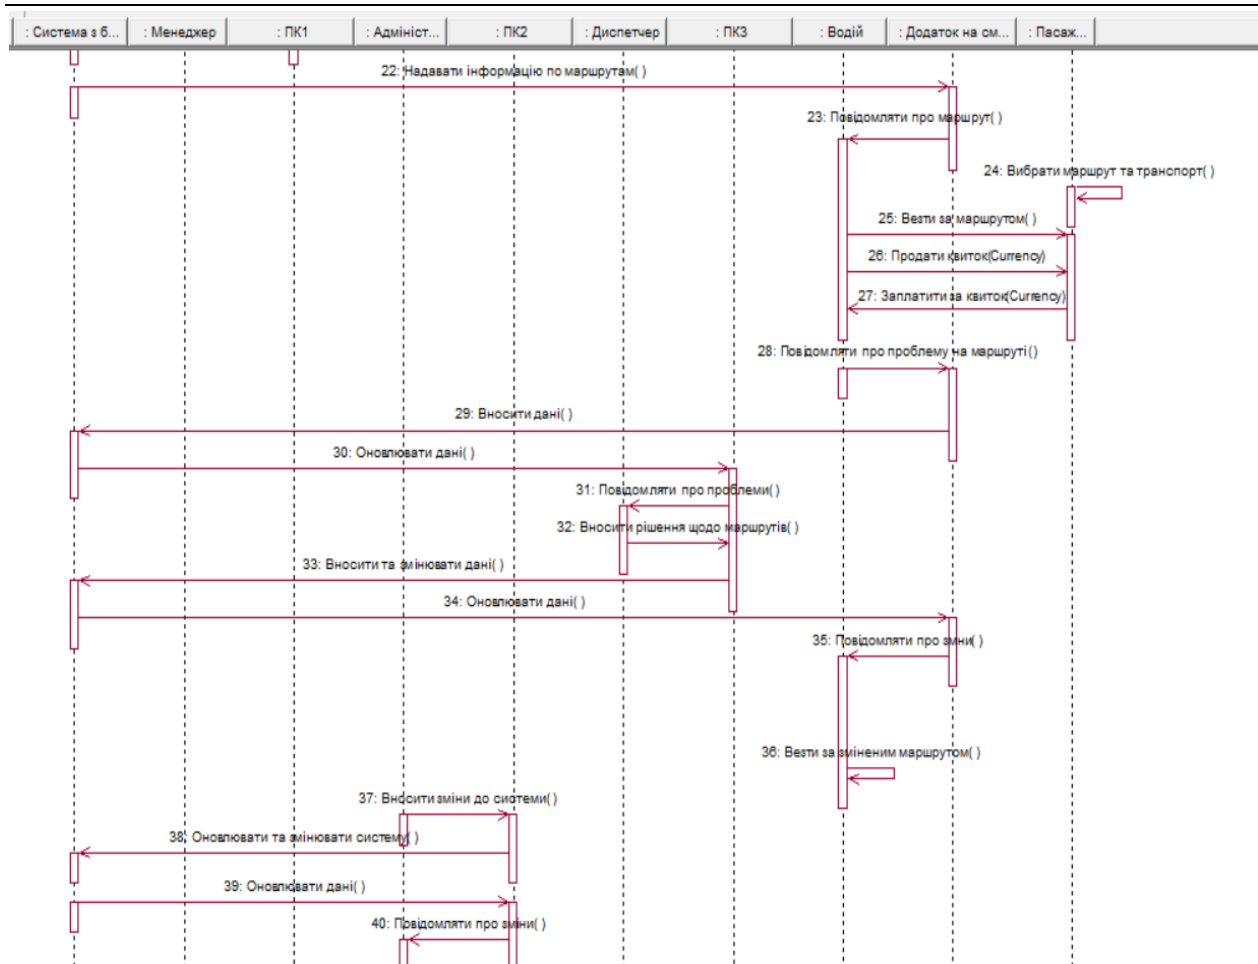 : Система з б...
: Менеджер
: ПК1
: Адмініст...
: ПК2
: Диспетчер
: ПК3
: Водій
: Додаток на см...
: Пасаж...
22: Надавати інформацію по маршрутам( )
23: Повідомляти про маршрут( )
24: Вибрати маршрут та транспорт( )
25: Везти за маршрутом( )
26: Продати квиток(Currency)
27: Заплатити за квиток(Currency)
28: Повідомляти про проблему на маршруті( )
29: Вносити дані( )
30: Оновлювати дані( )
31: Повідомляти про проблеми( )
32: Вносити рішення щодо маршрутів( )
33: Вносити та змінювати дані( )
34: Оновлювати дані( )
35: Повідомляти про зміни( )
36: Везти за зміненим маршрутом( )
37: Вносити зміни до системи( )
38: Оновлювати та змінювати систему( )
39: Оновлювати дані( )
40: Повідомляти про зміни( )